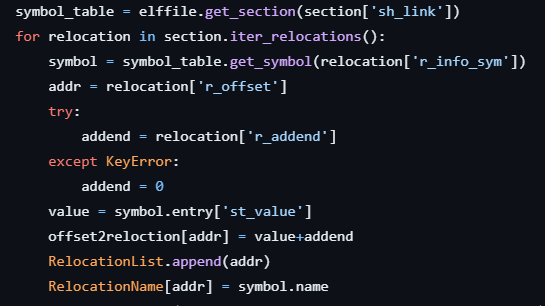 symbol_table = elffile.get_section(section['sh_link'])
for relocation in section.iter_relocations():
    symbol = symbol_table.get_symbol(relocation['r_info_sym'])
    addr = relocation['r_offset']
    try:
        addend = relocation['r_addend']
    except KeyError:
        addend = 0
    value = symbol.entry['st_value']
    offset2reloction[addr] = value+addend
    RelocationList.append(addr)
    RelocationName[addr] = symbol.name